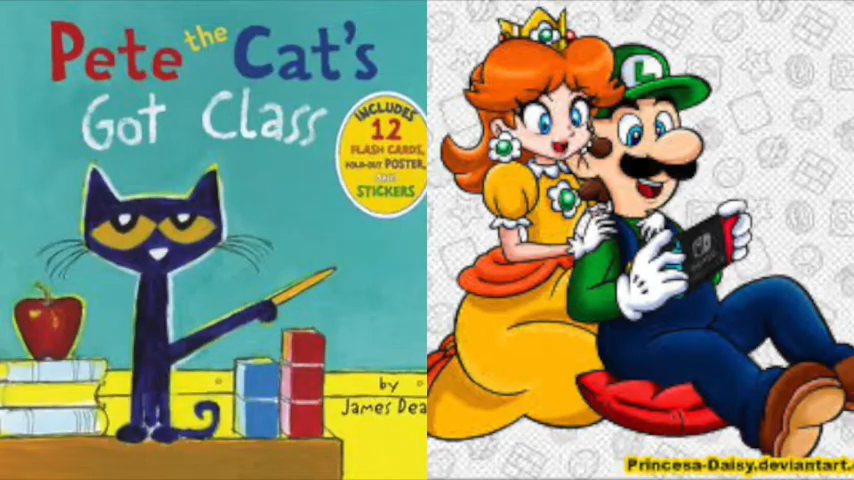 Pete the Cat's
Got Class
INCLUDES
12
FLASH CARDS,
FOLD-OUT POSTER,
AND
STICKERS
by
James Dea
L
Princesa-Daisy.deviantart.c